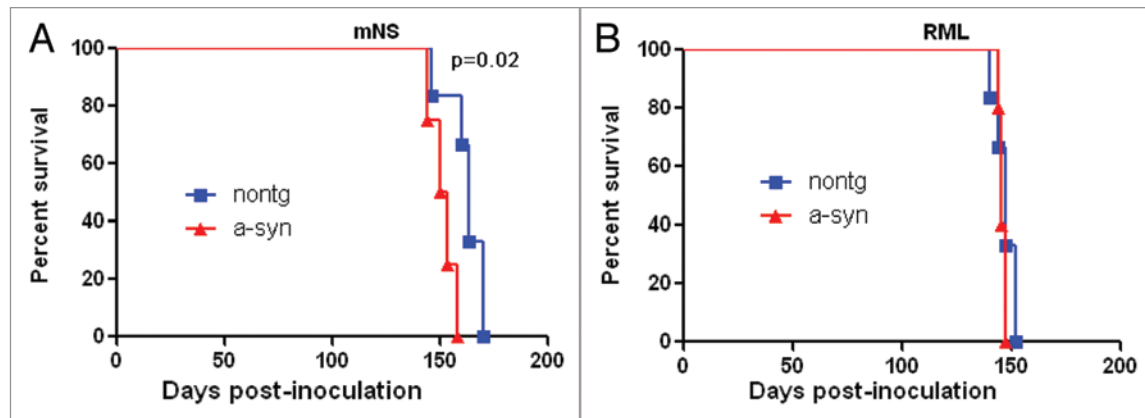 A
mNS
p=0.02
100
80
60
40
20
0
Percent survival
nontg
a-syn
0 50 100 150 200
Days post-inoculation
B
RML
100
80
60
40
20
0
Percent survival
nontg
a-syn
0 50 100 150 200
Days post-inoculation